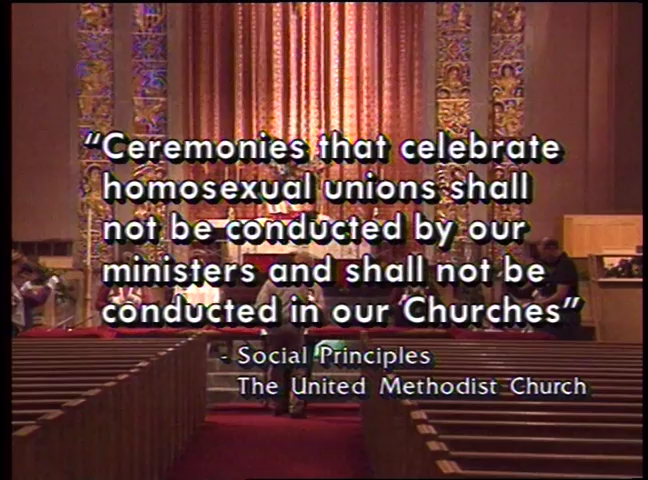 “Ceremonies that celebrate
homosexual unions shall
not be conducted by our
ministers and shall not be
conducted in our Churches”
- Social Principles
The United Methodist Church